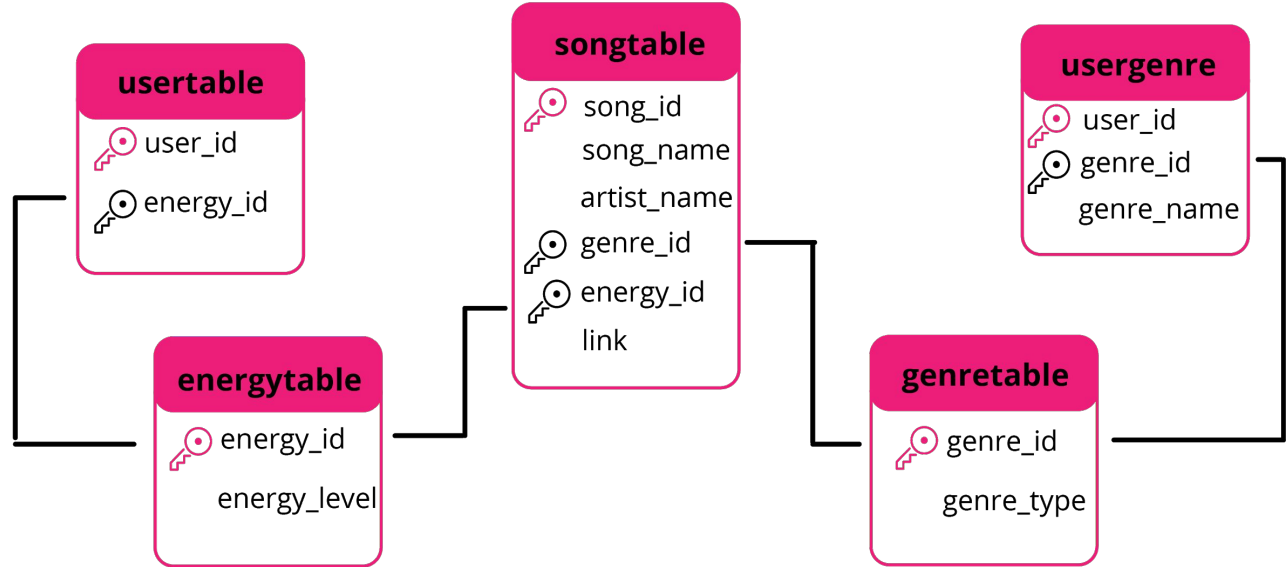 usertable
user_id
energy_id
energytable
energy_id
energy_level
songtable
song_id
song_name
artist_name
genre_id
energy_id
link
usergenre
user_id
genre_id
genre_name
genretable
genre_id
genre_type